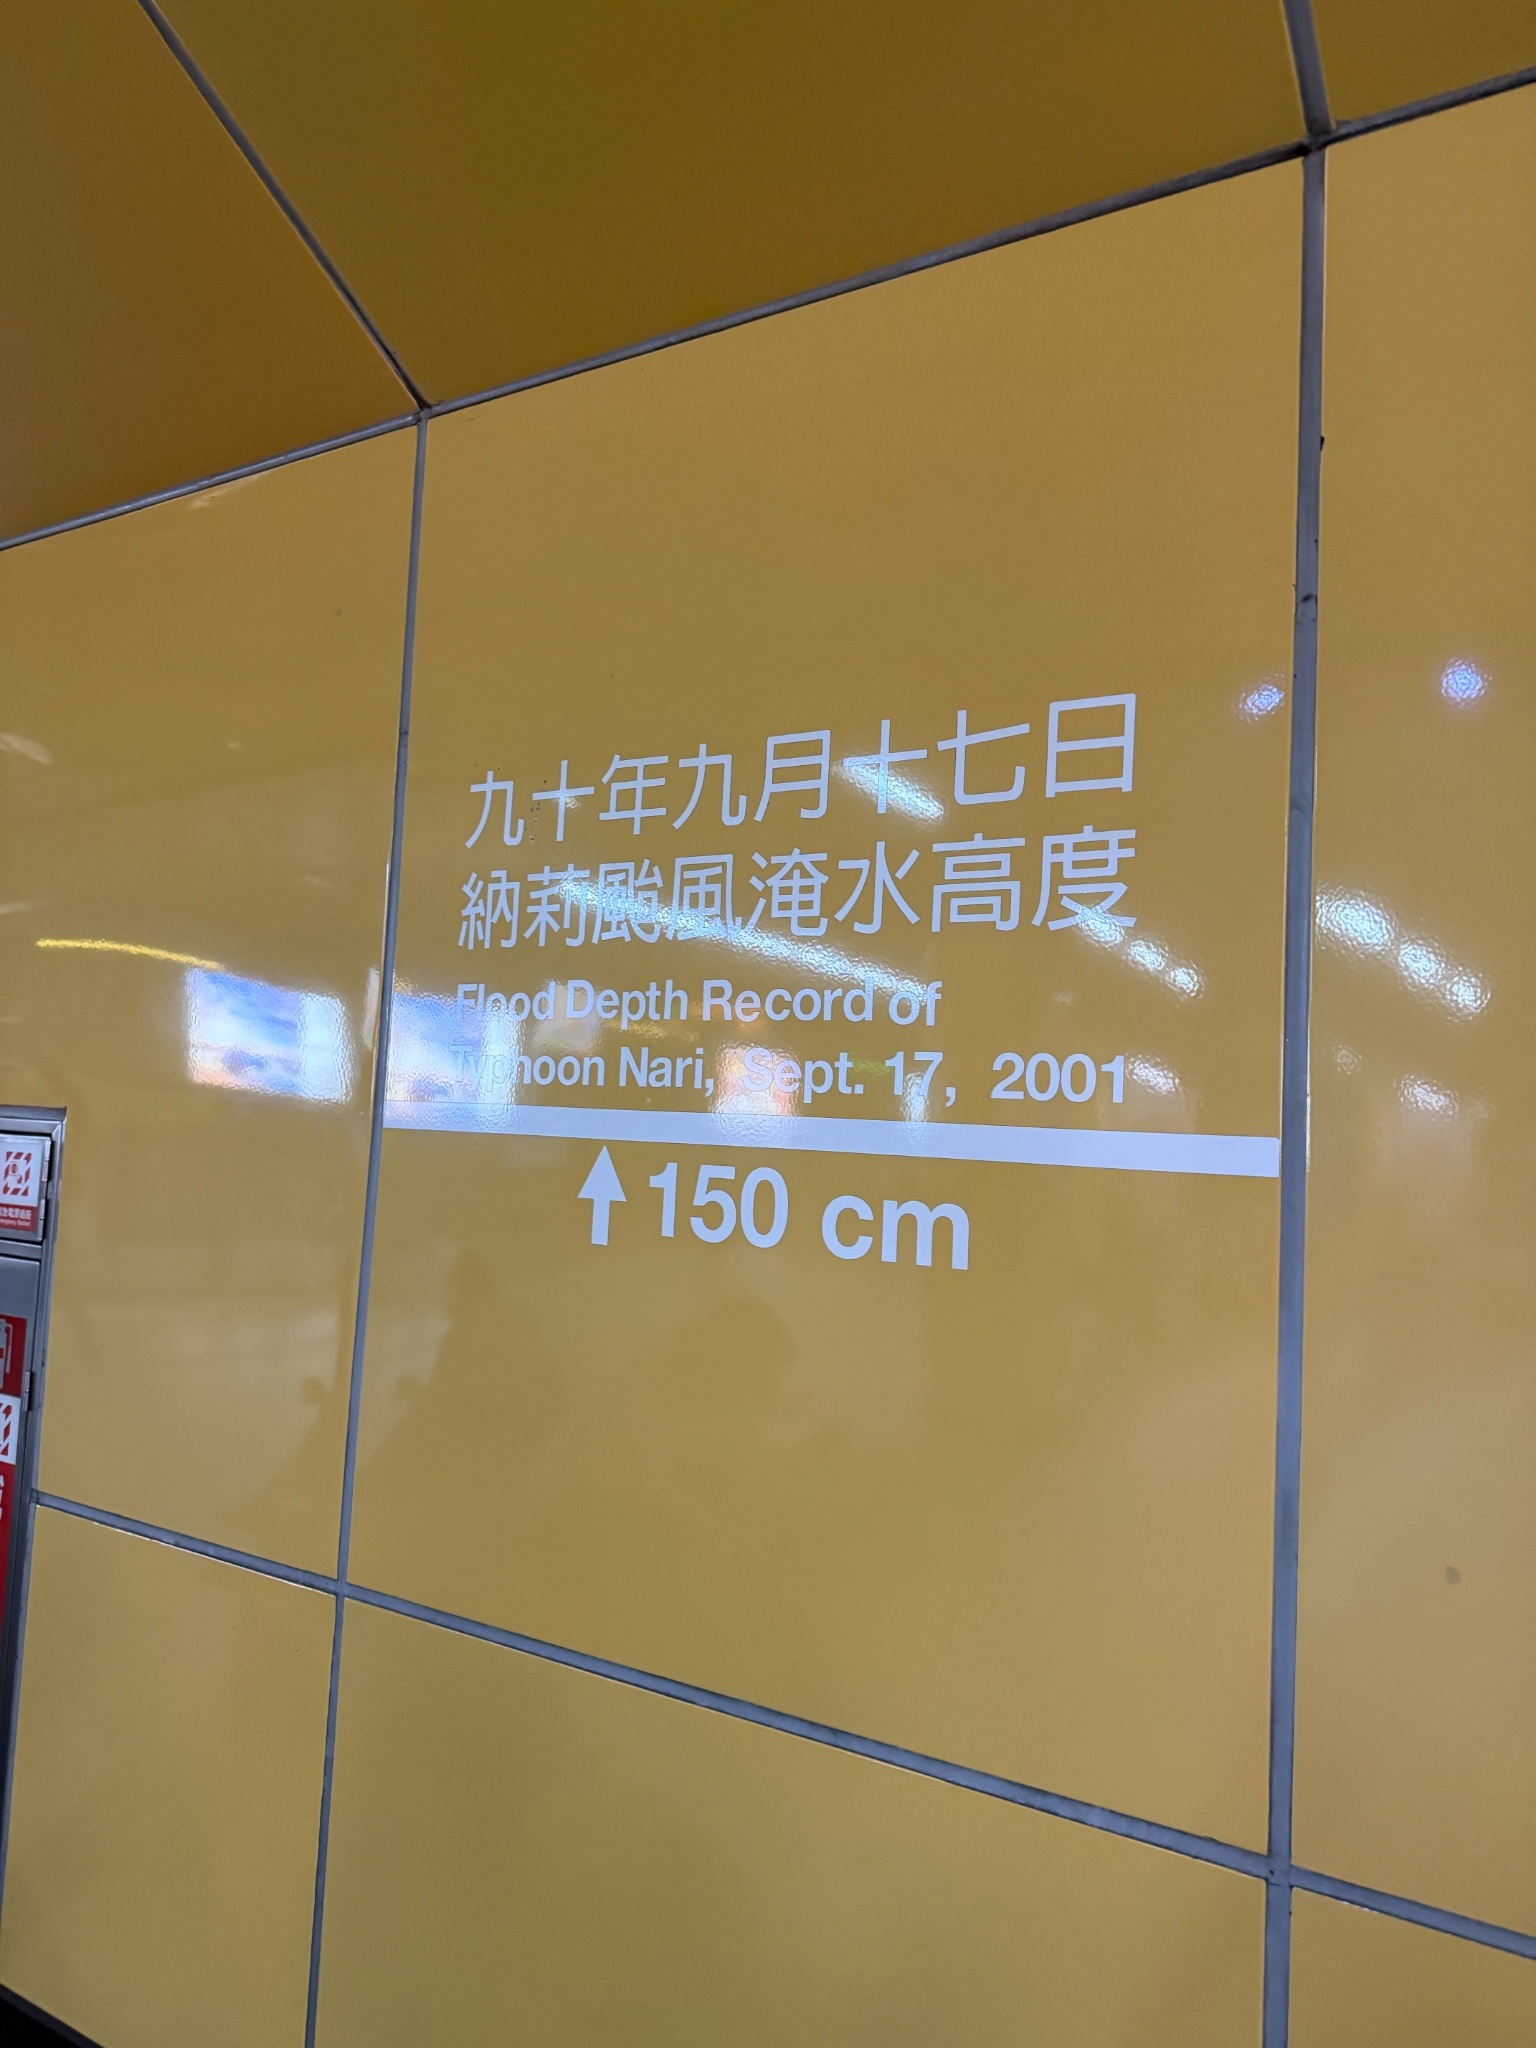 九十年九月十七日
納莉颱風淹水高度
Flood Depth Record of
Typhoon Nari, Sept. 17, 2001
150 cm